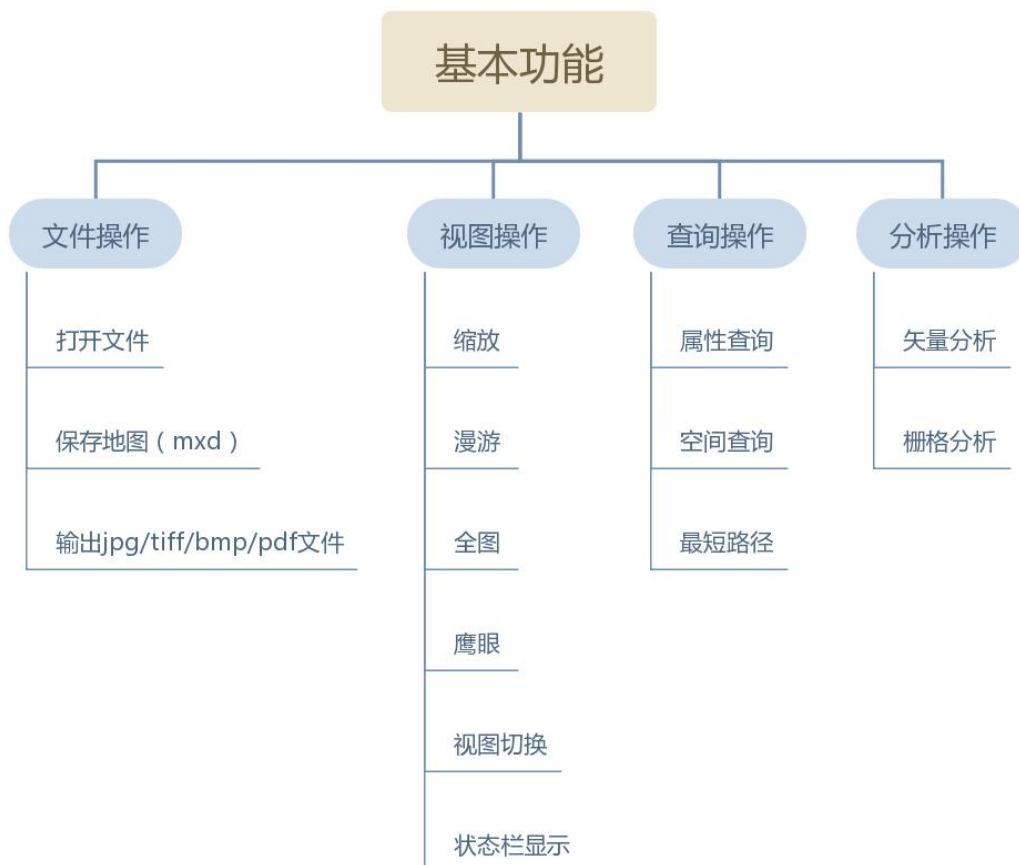 基本功能
文件操作
打开文件
保存地图（mxd）
输出jpg/tiff/bmp/pdf文件
视图操作
缩放
漫游
全图
鹰眼
视图切换
状态栏显示
查询操作
属性查询
空间查询
最短路径
分析操作
矢量分析
栅格分析